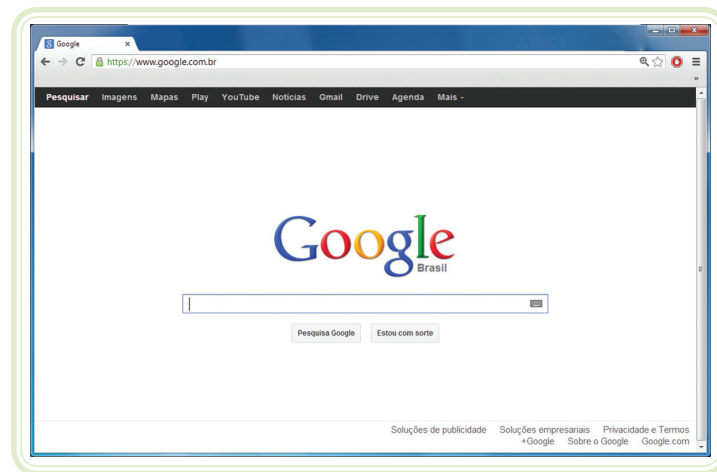 Google
https://www.google.com.br
Pesquisar Imagens Mapas Play YouTube Notícias Gmail Drive Agenda Mais
Google
Brasil
Pesquisa Google Estou com sorte
Soluções de publicidade Soluções empresariais Privacidade e Termos
+Google Sobre o Google Google.com